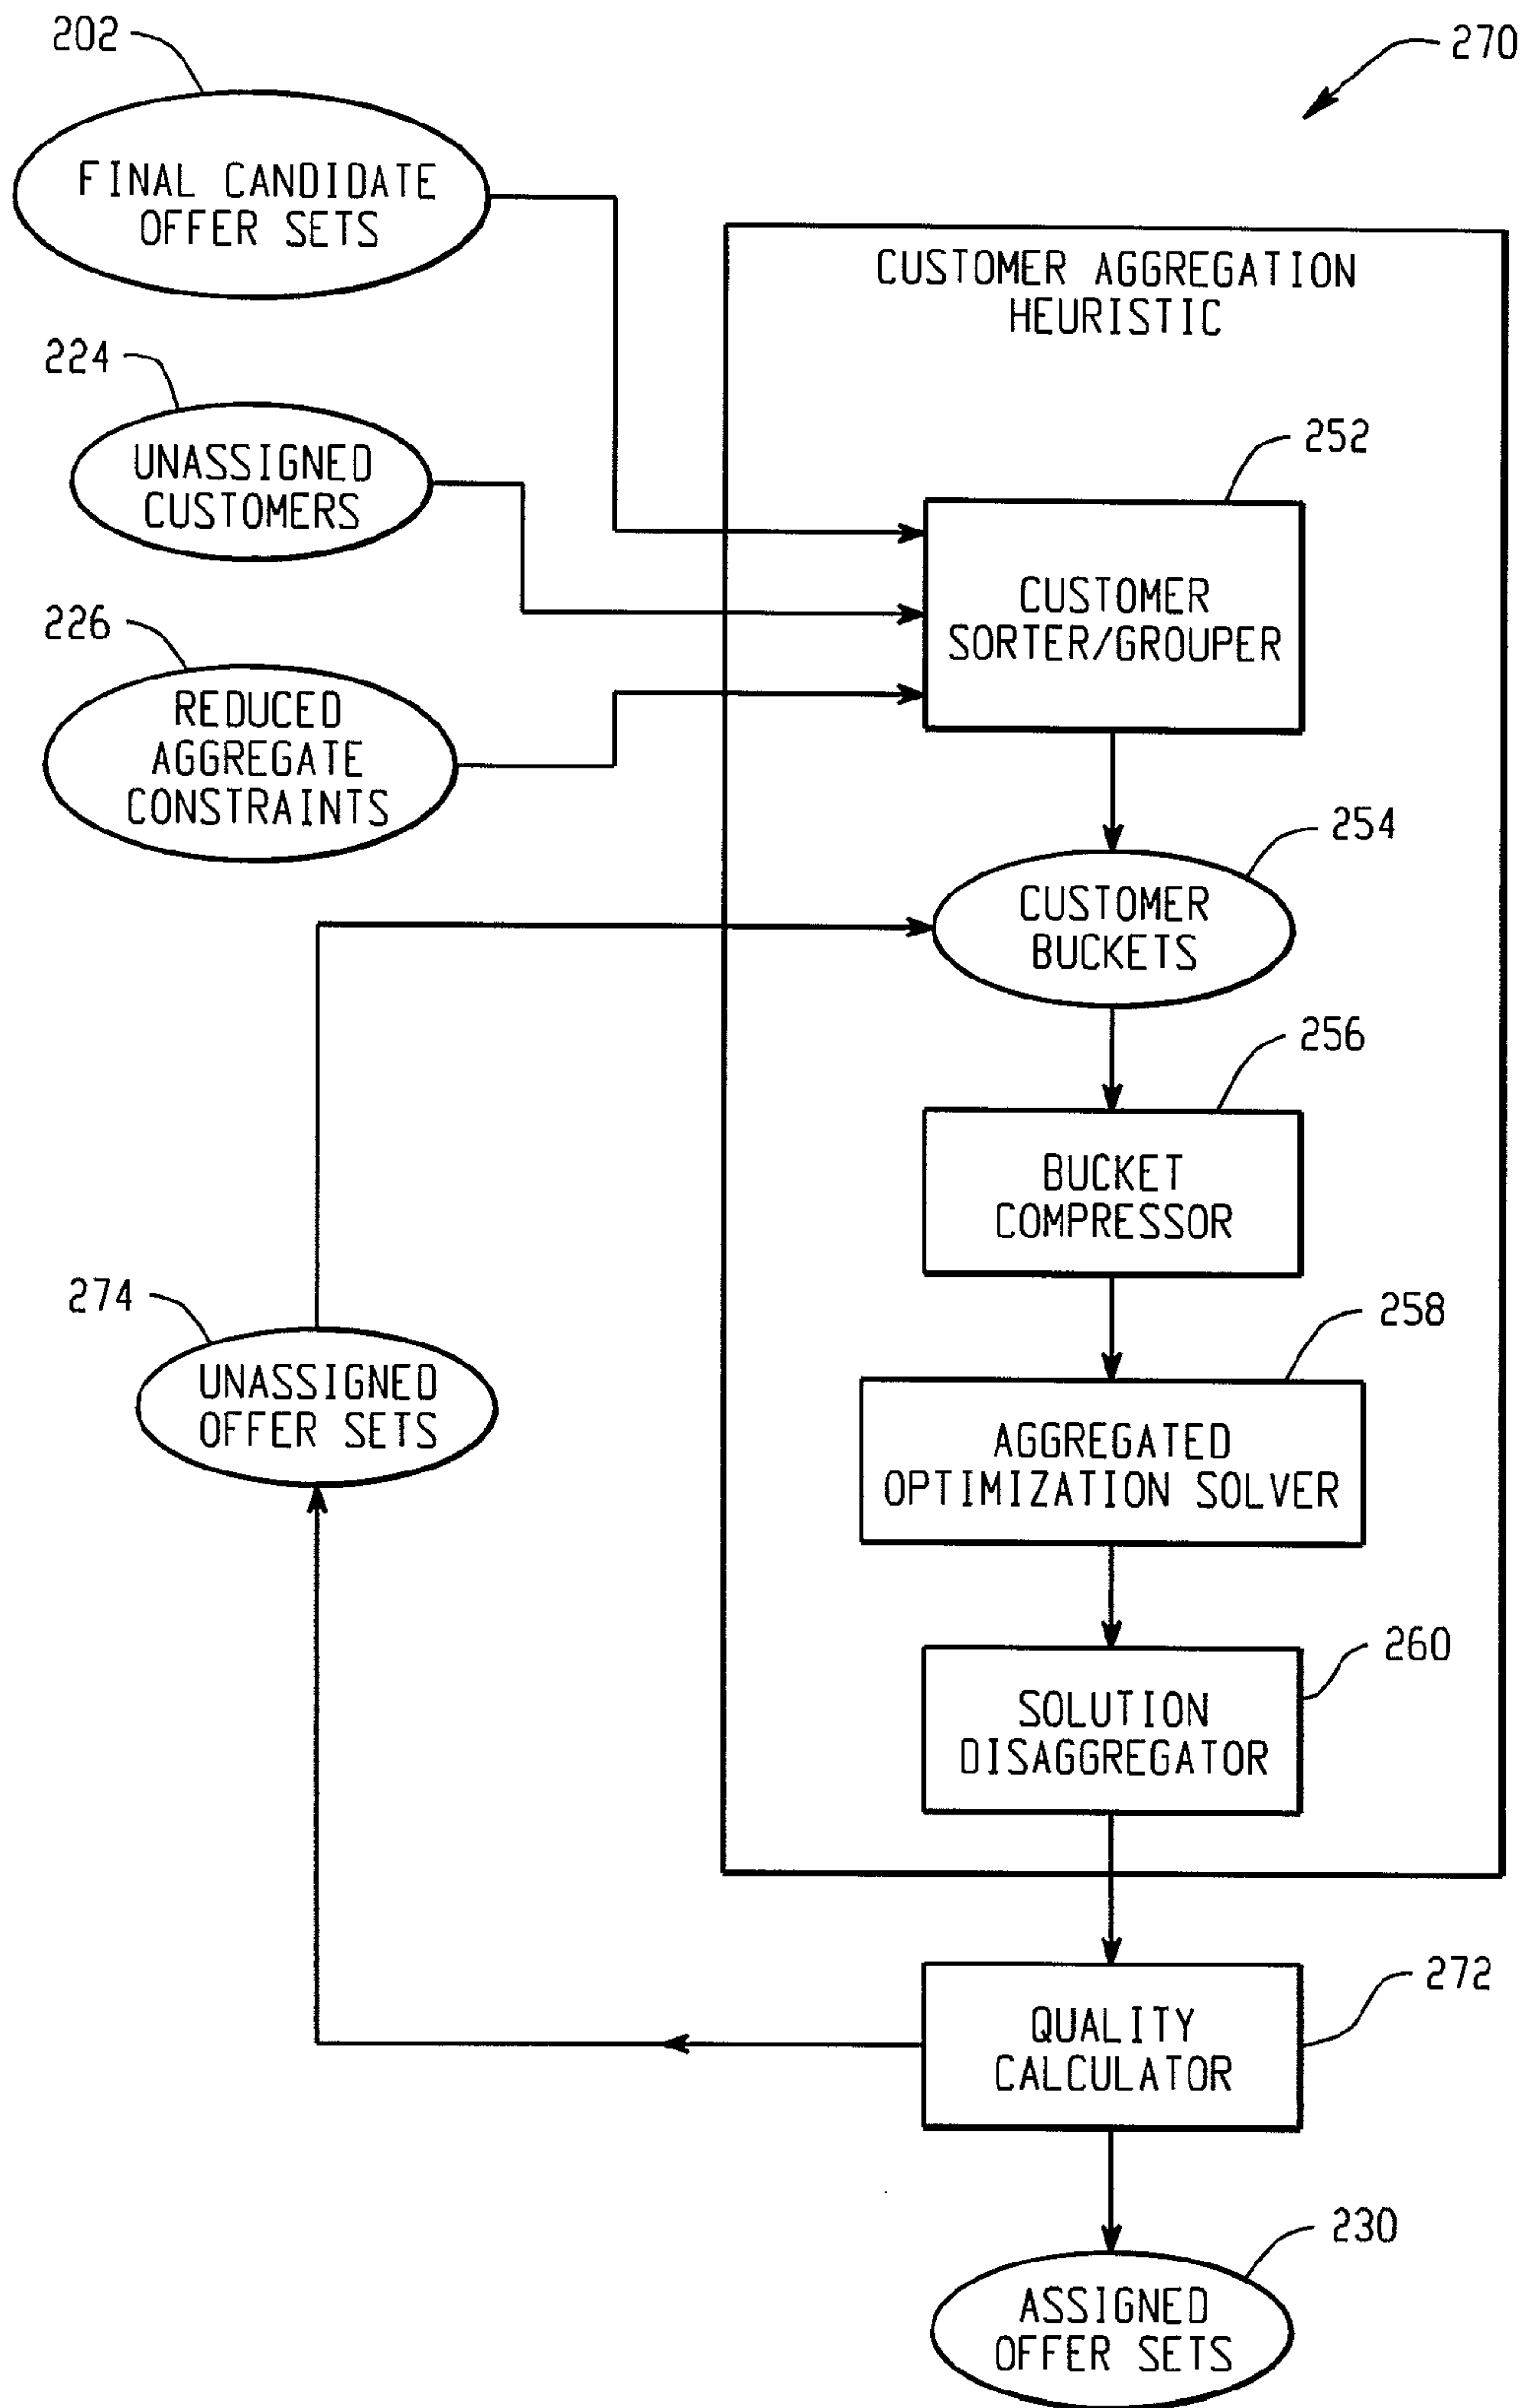 202
270
FINAL CANDIDATE
OFFER SETS
CUSTOMER AGGREGATION
HEURISTIC
224
UNASSIGNED
CUSTOMERS
252
CUSTOMER
SORTER/GROUPER
226
REDUCED
AGGREGATE
CONSTRAINTS
254
CUSTOMER
BUCKETS
256
BUCKET
COMPRESSOR
274
UNASSIGNED
OFFER SETS
258
AGGREGATED
OPTIMIZATION SOLVER
260
SOLUTION
DISAGGREGATOR
272
QUALITY
CALCULATOR
230
ASSIGNED
OFFER SETS